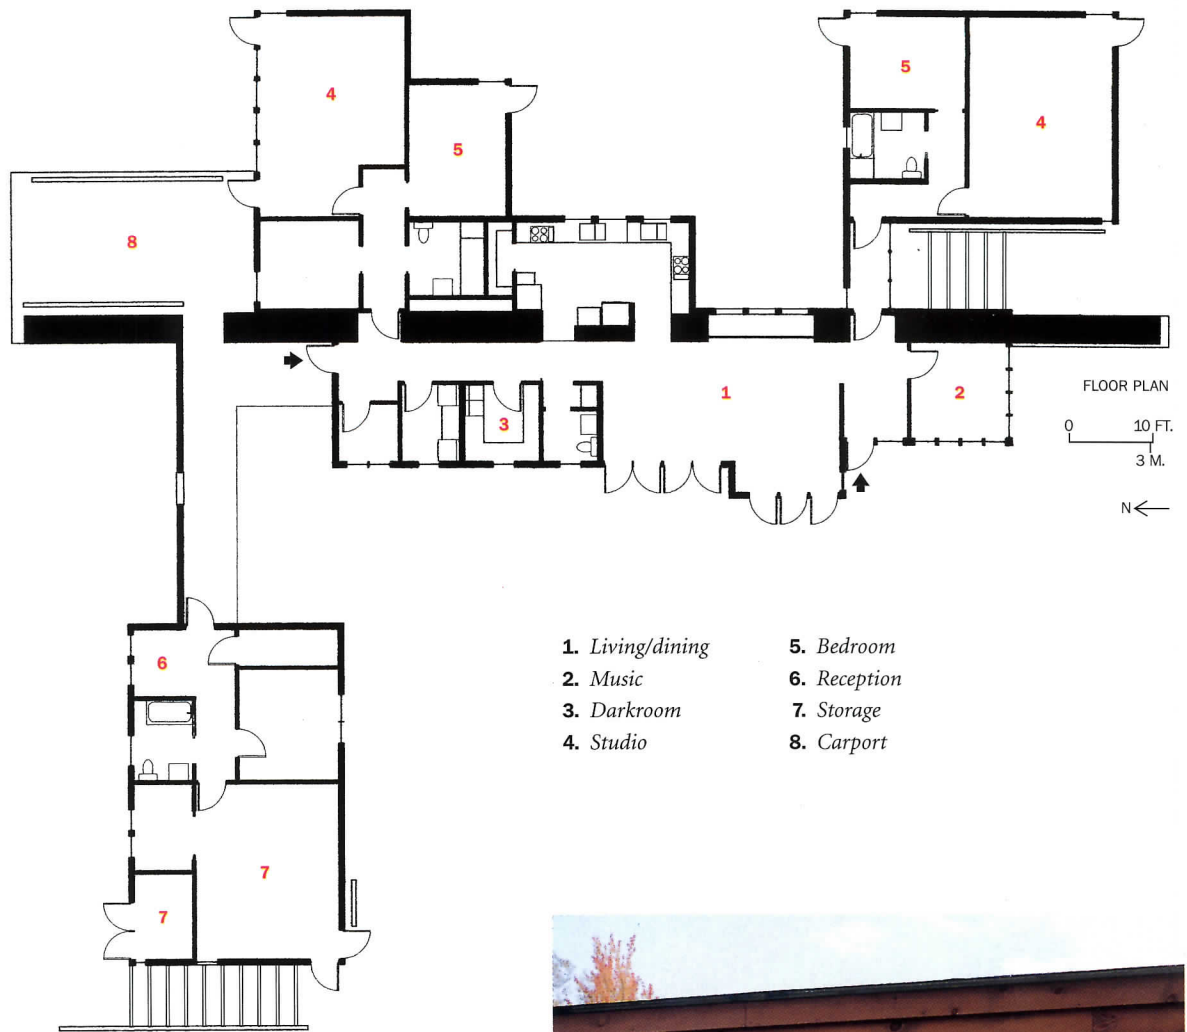 4
5
8
5
4
1
2
3
FLOOR PLAN
0 10 FT.
3 M.
N
6
7
7
1. Living/dining
2. Music
3. Darkroom
4. Studio
5. Bedroom
6. Reception
7. Storage
8. Carport